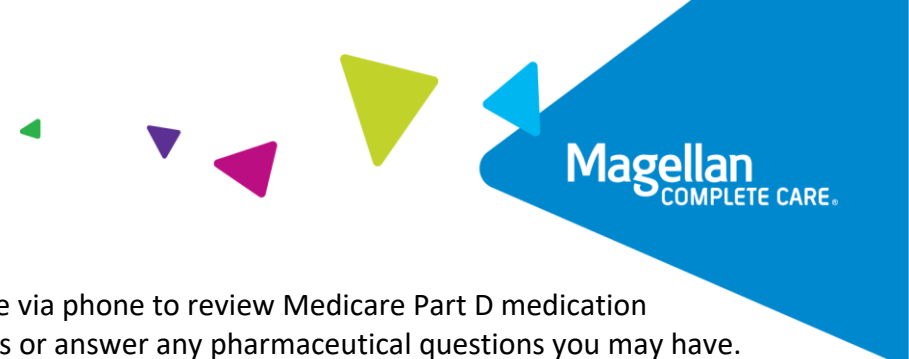 Magellan
COMPLETE CARE®
e via phone to review Medicare Part D medication
s or answer any pharmaceutical questions you may have.